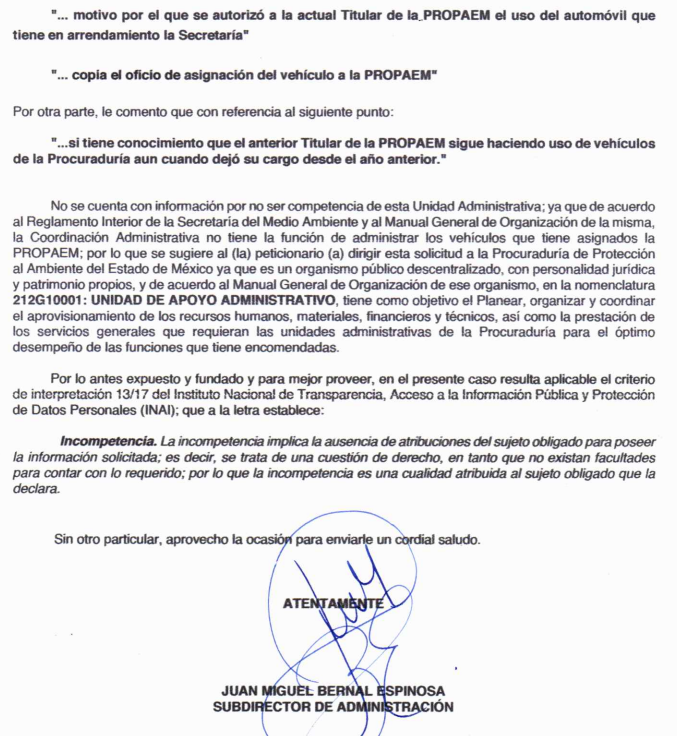 "... motivo por el que se autorizó a la actual Titular de la PROPAEM el uso del automóvil que
tiene en arrendamiento la Secretaría"
"... copia el oficio de asignación del vehículo a la PROPAEM"
Por otra parte, le comento que con referencia al siguiente punto:
"...si tiene conocimiento que el anterior Titular de la PROPAEM sigue haciendo uso de vehículos
de la Procuraduría aun cuando dejó su cargo desde el año anterior."
No se cuenta con información por no ser competencia de esta Unidad Administrativa; ya que de acuerdo
al Reglamento Interior de la Secretaría del Medio Ambiente y al Manual General de Organización de la misma,
la Coordinación Administrativa no tiene la función de administrar los vehículos que tiene asignados la
PROPAEM; por lo que se sugiere al (la) peticionario (a) dirigir esta solicitud a la Procuraduría de Protección
al Ambiente del Estado de México ya que es un organismo público descentralizado, con personalidad jurídica
y patrimonio propios, y de acuerdo al Manual General de Organización de ese organismo, en la nomenclatura
212G10001: UNIDAD DE APOYO ADMINISTRATIVO, tiene como objetivo el Planear, organizar y coordinar
el aprovisionamiento de los recursos humanos, materiales, financieros y técnicos, así como la prestación de
los servicios generales que requieran las unidades administrativas de la Procuraduría para el óptimo
desempeño de las funciones que tiene encomendadas.
Por lo antes expuesto y fundado y para mejor proveer, en el presente caso resulta aplicable el criterio
de interpretación 13/17 del Instituto Nacional de Transparencia, Acceso a la Información Pública y Protección
de Datos Personales (INAI); que a la letra establece:
Incompetencia. La incompetencia implica la ausencia de atribuciones del sujeto obligado para poseer
la información solicitada; es decir, se trata de una cuestión de derecho, en tanto que no existan facultades
para contar con lo requerido; por lo que la incompetencia es una cualidad atribuida al sujeto obligado que la
declara.
Sin otro particular, aprovecho la ocasión para enviarle un cordial saludo.
ATENTAMENTE
JUAN MIGUEL BERNAL ESPINOSA
SUBDIRECTOR DE ADMINISTRACIÓN